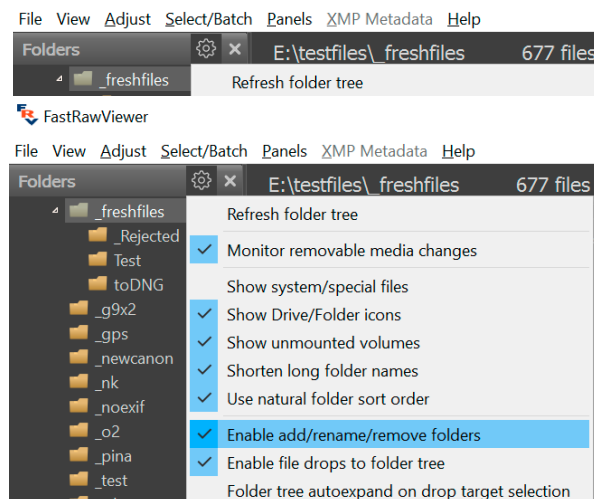 File View Adjust Select/Batch Panels XMP Metadata Help
Folders E:\testfiles\_freshfiles 677 files
_freshfiles Refresh folder tree
FastRawViewer
File View Adjust Select/Batch Panels XMP Metadata Help
Folders E:\testfiles\_freshfiles 677 files
_freshfiles Refresh folder tree
_Rejected Monitor removable media changes
Test
toDNG Show system/special files
_g9x2 Show Drive/Folder icons
_gps Show unmounted volumes
_newcanon Shorten long folder names
_nk Use natural folder sort order
_noexif
_o2 Enable add/rename/remove folders
_pina Enable file drops to folder tree
_test Folder tree autoexpand on drop target selection